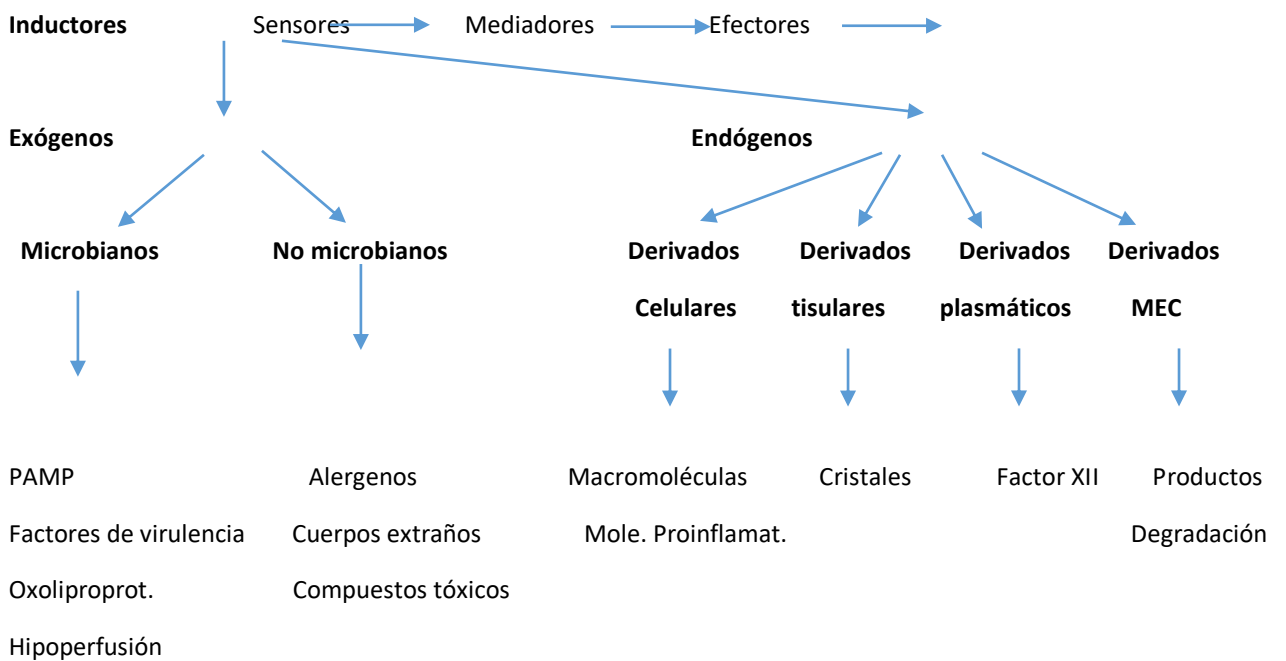 Inductores Sensores Mediadores Efectores
Exógenos Endógenos
Microbianos No microbianos Derivados Derivados Derivados Derivados
Celulares tisulares plasmáticos MEC
PAMP Alergenos Macromoléculas Cristales Factor XII Productos
Factores de virulencia Cuerpos extraños Mole. Proinflamat. Degradación
Oxoliproprot. Compuestos tóxicos
Hipoperfusión